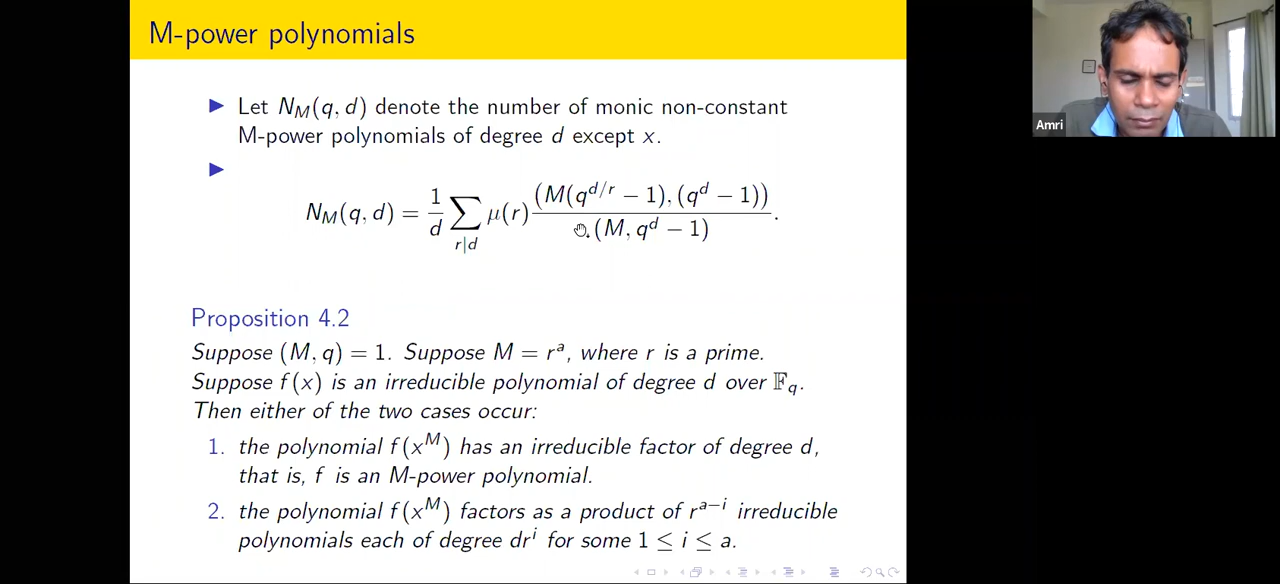 M-power polynomials
Amri
▶ Let N_M(q, d) denote the number of monic non-constant
M-power polynomials of degree d except x.
▶
N_M(q, d) = \frac{1}{d} \sum_{r|d} μ(r) \frac{(M(q^{d/r} − 1), (q^d − 1))}{(M, q^d − 1)}.
Proposition 4.2
Suppose (M, q) = 1. Suppose M = r^a, where r is a prime.
Suppose f(x) is an irreducible polynomial of degree d over 𝔽_q.
Then either of the two cases occur:
1. the polynomial f(x^M) has an irreducible factor of degree d,
that is, f is an M-power polynomial.
2. the polynomial f(x^M) factors as a product of r^{a−i} irreducible
polynomials each of degree dr^i for some 1 ≤ i ≤ a.